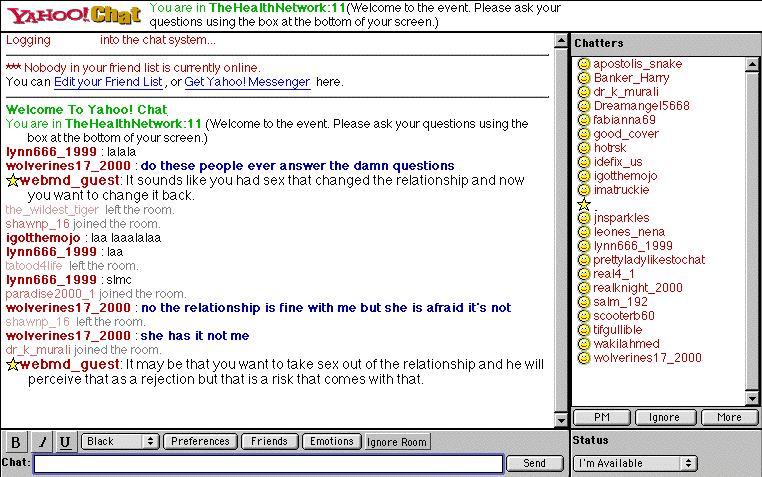 YAHOO! Chat
You are in TheHealthNetwork:11 (Welcome to the event. Please ask your
questions using the box at the bottom of your screen.)
Logging into the chat system...
*** Nobody in your friend list is currently online.
You can Edit your Friend List , or Get Yahoo! Messenger here.
Welcome To Yahoo! Chat
You are in TheHealthNetwork:11 (Welcome to the event. Please ask your questions using the
box at the bottom of your screen.)
lynn666_1999 : lalala
wolverines17_2000 : do these people ever answer the damn questions
webmd_guest: It sounds like you had sex that changed the relationship and now
you want to change it back.
the_wildest_tiger left the room.
shawnp_16 joined the room.
igotthemojo : laa laaalalaa
lynn666_1999 : laa
tatood4life left the room.
lynn666_1999 : slmc
paradise2000_1 joined the room.
wolverines17_2000 : no the relationship is fine with me but she is afraid it's not
shawnp_16 left the room.
wolverines17_2000 : she has it not me
dr_k_murali joined the room.
webmd_guest: It may be that you want to take sex out of the relationship and he will
perceive that as a rejection but that is a risk that comes with that.
Chatters
apostolis_snake
Banker_Harry
dr_k_murali
Dreamangel5668
fabianna69
good_cover
hotrsk
idefix_us
igotthemojo
imatruckie
.
jnsparkles
leones_nena
lynn666_1999
prettyladylikestochat
real4_1
realknight_2000
salm_192
scooterb60
tifgullible
wakilahmed
wolverines17_2000
PM Ignore More
B I U Black Preferences Friends Emotions Ignore Room
Chat: Send
Status
I'm Available